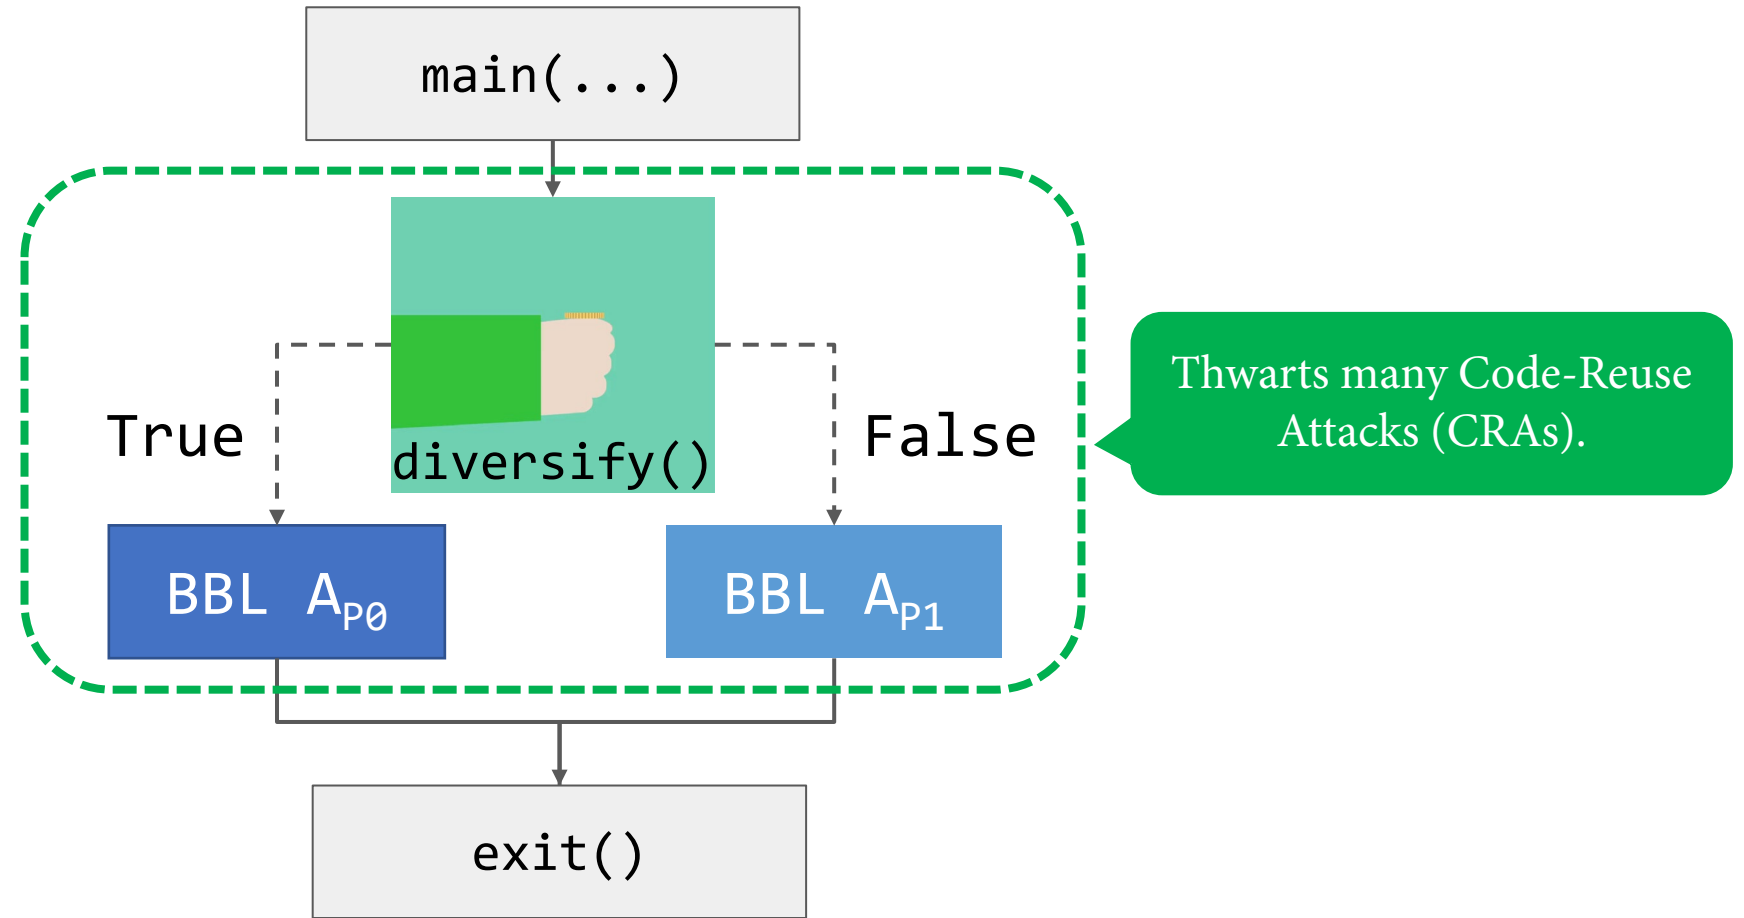 main(...)
diversify()
True
False
Thwarts many Code-Reuse
Attacks (CRAs).
BBL A_P0
BBL A_P1
exit()